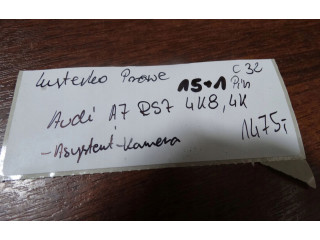 Lusterko Prawe 15+1 Pin C 32
Audi A7 RS7 4K8, 4K
-Asystent-Kamera 1475,-